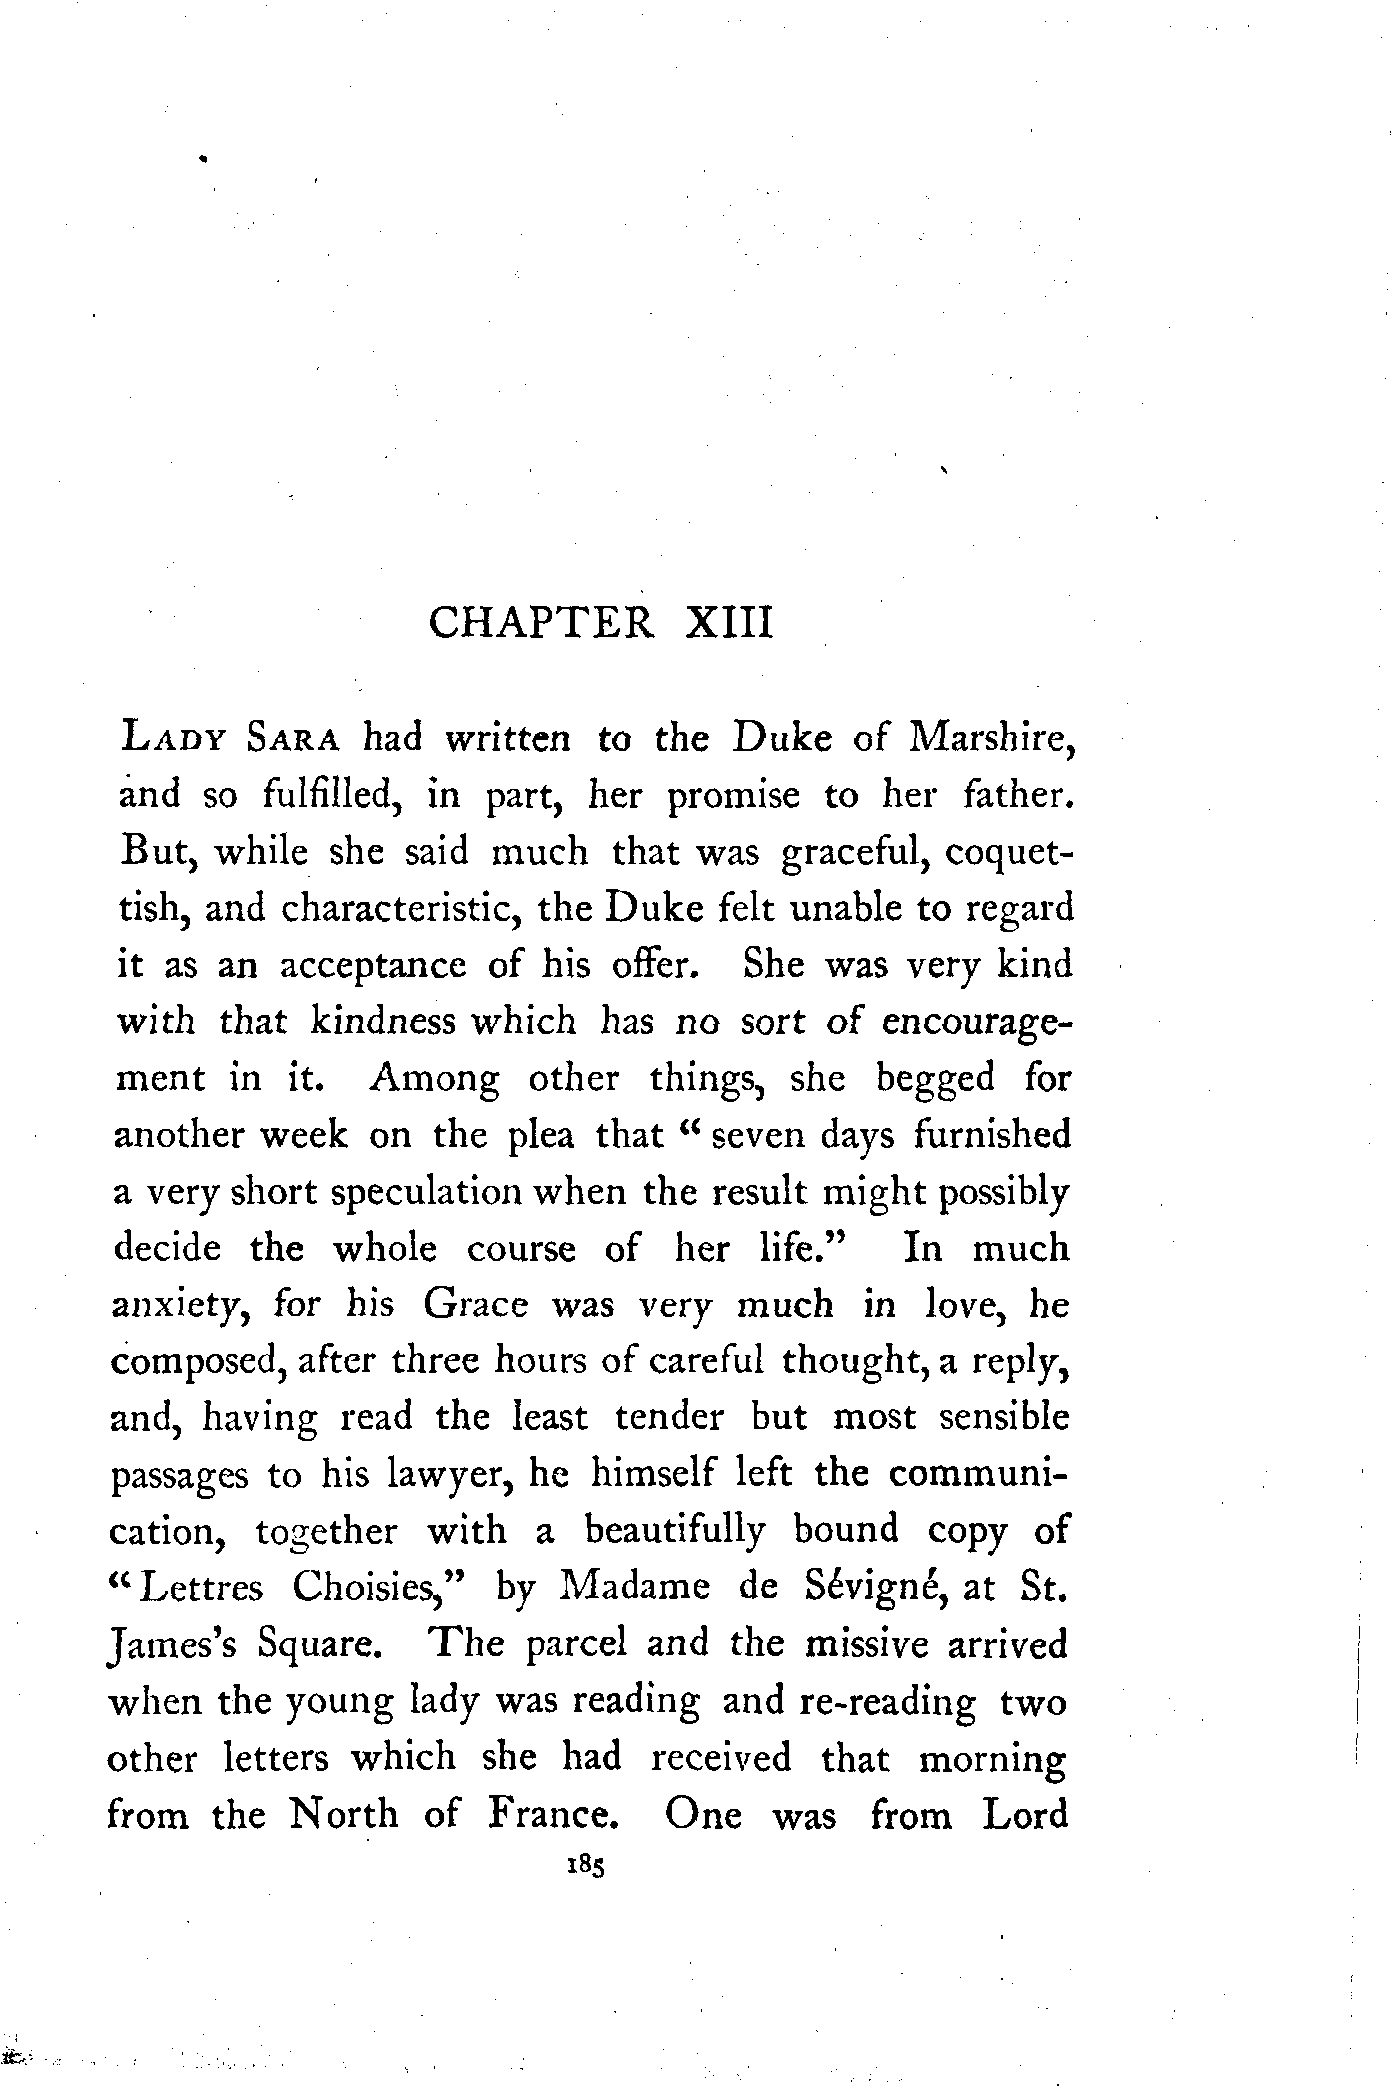 CHAPTER XIII
LADY SARA had written to the Duke of Marshire,
and so fulfilled, in part, her promise to her father.
But, while she said much that was graceful, coquet-
tish, and characteristic, the Duke felt unable to regard
it as an acceptance of his offer. She was very kind
with that kindness which has no sort of encourage-
ment in it. Among other things, she begged for
another week on the plea that “ seven days furnished
a very short speculation when the result might possibly
decide the whole course of her life.” In much
anxiety, for his Grace was very much in love, he
composed, after three hours of careful thought, a reply,
and, having read the least tender but most sensible
passages to his lawyer, he himself left the communi-
cation, together with a beautifully bound copy of
“ Lettres Choisies,” by Madame de Sévigné, at St.
James's Square. The parcel and the missive arrived
when the young lady was reading and re-reading two
other letters which she had received that morning
from the North of France. One was from Lord
185